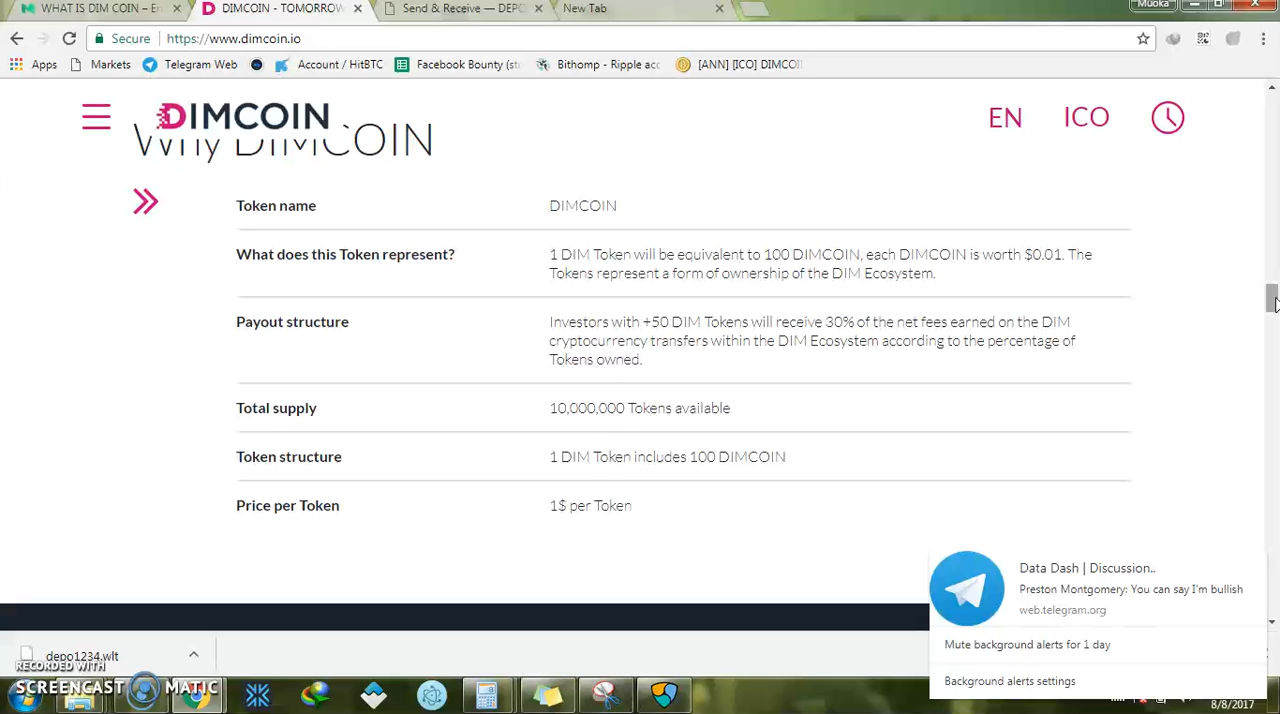 WHAT IS DIM COIN – E
DIMCOIN - TOMORROW
Send & Receive — DEPO
New Tab
Muoka
Secure
https://www.dimcoin.io
Apps
Markets
Telegram Web
Account / HitBTC
Facebook Bounty (st
Bithomp - Ripple acc
[ANN] [ICO] DIMCOI
DIMCOIN
EN
ICO
Why DIMCOIN
Token name
DIMCOIN
What does this Token represent?
1 DIM Token will be equivalent to 100 DIMCOIN, each DIMCOIN is worth $0.01. The
Tokens represent a form of ownership of the DIM Ecosystem.
Payout structure
Investors with +50 DIM Tokens will receive 30% of the net fees earned on the DIM
cryptocurrency transfers within the DIM Ecosystem according to the percentage of
Tokens owned.
Total supply
10,000,000 Tokens available
Token structure
1 DIM Token includes 100 DIMCOIN
Price per Token
1$ per Token
Data Dash | Discussion..
Preston Montgomery: You can say I'm bullish
web.telegram.org
Mute background alerts for 1 day
Background alerts settings
depo1234.wlt
RECORDED WITH
SCREENCAST MATIC
8/8/2017